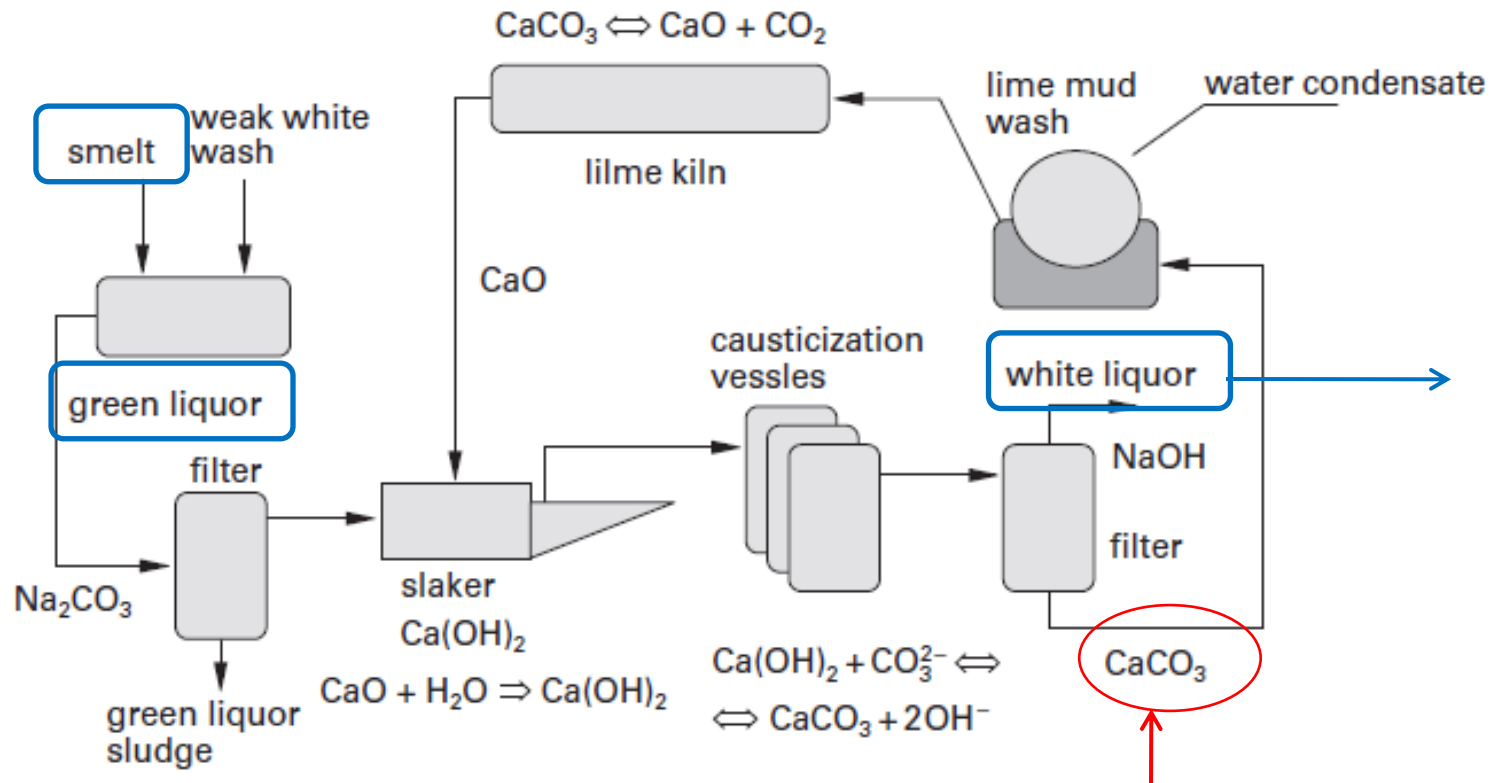 CaCO₃ ⇔ CaO + CO₂
lime mud
wash
water condensate
weak white
wash
smelt
lilme kiln
CaO
causticization
vessles
white liquor
green liquor
NaOH
filter
filter
slaker
Na₂CO₃
Ca(OH)₂
Ca(OH)₂ + CO₃²⁻ ⇔
CaCO₃
CaO + H₂O ⇒ Ca(OH)₂
⇔ CaCO₃ + 2OH⁻
green liquor
sludge